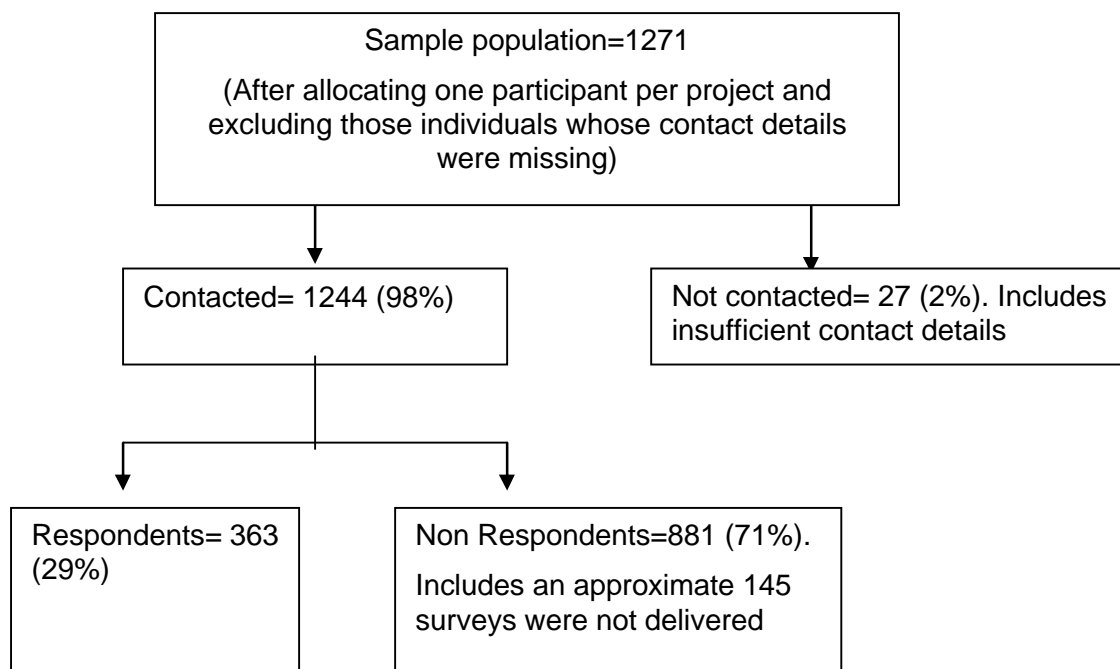 Sample population=1271
(After allocating one participant per project and
excluding those individuals whose contact details
were missing)
Contacted= 1244 (98%)
Not contacted= 27 (2%). Includes
insufficient contact details
Respondents= 363
(29%)
Non Respondents=881 (71%).
Includes an approximate 145
surveys were not delivered